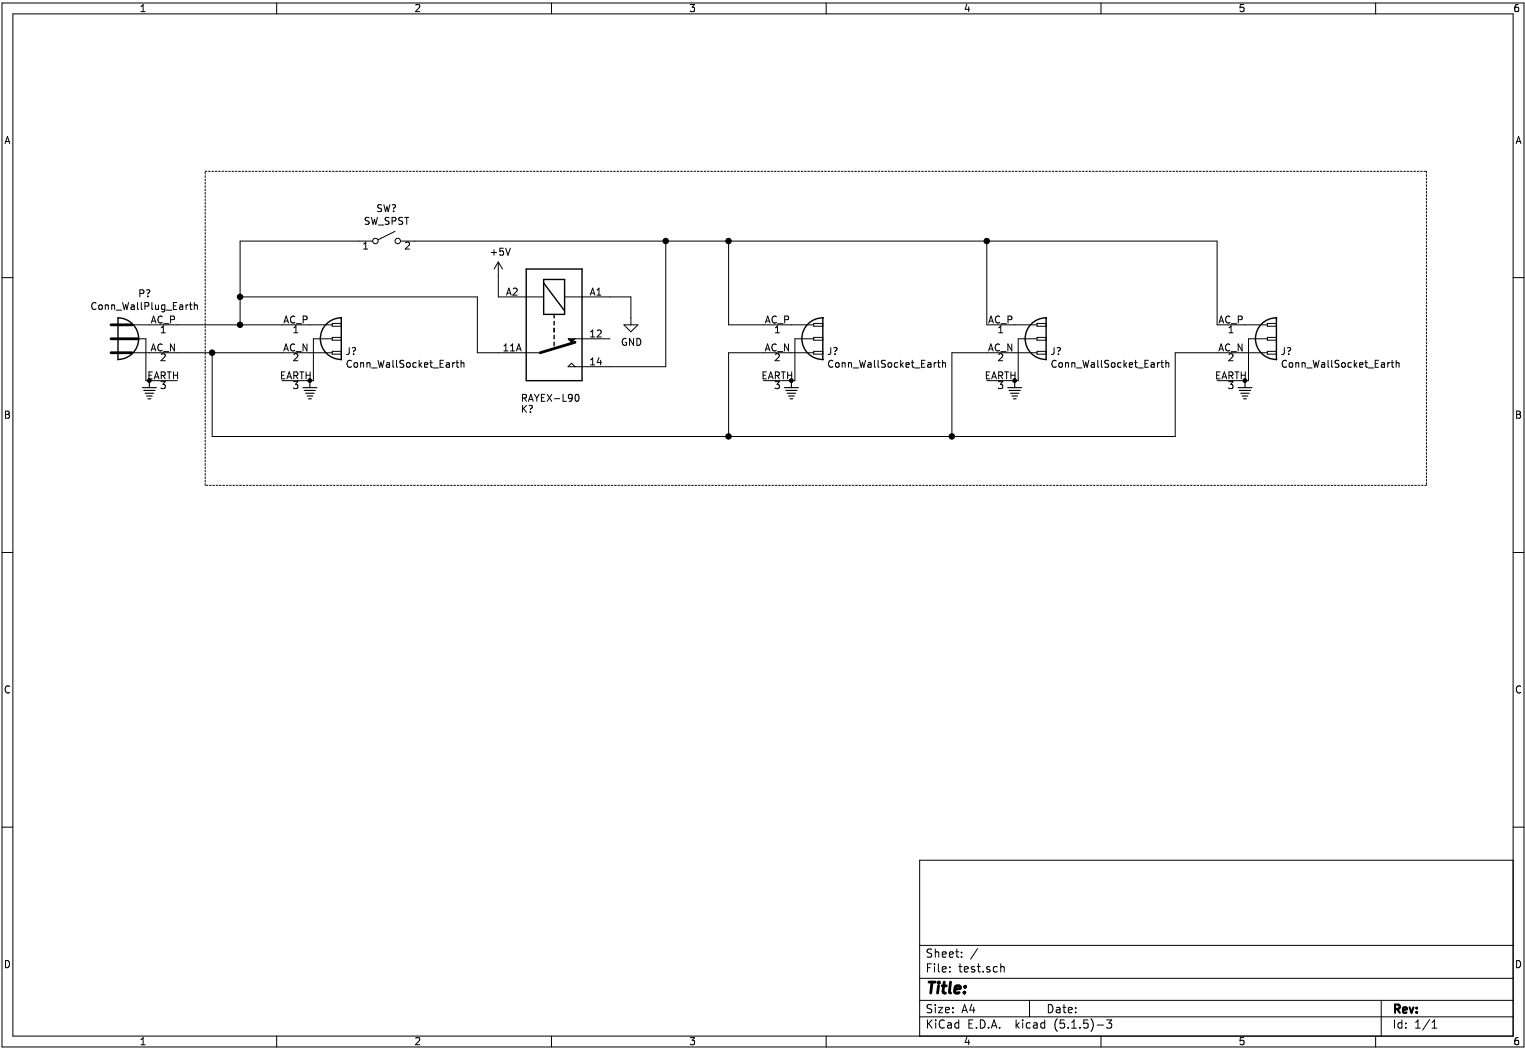 1 2 3 4 5 6
A A
SW?
SW_SPST
1 2
+5V
A2 A1
P?
Conn_WallPlug_Earth
AC_P
1
AC_N
2
EARTH
3
AC_P
1
AC_N
2
EARTH
3
J?
Conn_WallSocket_Earth
12
11A
14
GND
RAYEX-L90
K?
AC_P
1
AC_N
2
EARTH
3
J?
Conn_WallSocket_Earth
AC_P
1
AC_N
2
EARTH
3
J?
Conn_WallSocket_Earth
AC_P
1
AC_N
2
EARTH
3
J?
Conn_WallSocket_Earth
B B
C C
D D
Sheet: /
File: test.sch
Title:
Size: A4 Date: Rev:
KiCad E.D.A. kicad (5.1.5)-3 Id: 1/1
1 2 3 4 5 6